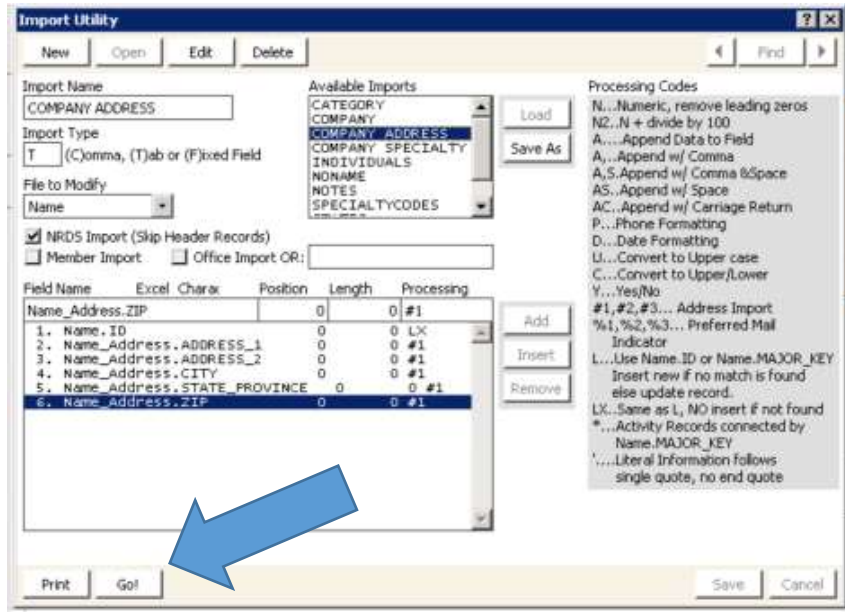 Import Utility
? X
New Open Edit Delete Find
Import Name
COMPANY ADDRESS
Import Type
T (C)omma, (T)ab or (F)ixed Field
File to Modify
Name
Available Imports
CATEGORY
COMPANY
COMPANY ADDRESS
COMPANY SPECIALTY
INDIVIDUALS
NONAME
NOTES
SPECIALTYCODES
Load
Save As
NRDS Import (Skip Header Records)
Member Import Office Import OR:
Field Name Excel Charac Position Length Processing
Name_Address.ZIP 0 0 #1
1. Name.ID 0 0 LX
2. Name_Address.ADDRESS_1 0 0 #1
3. Name_Address.ADDRESS_2 0 0 #1
4. Name_Address.CITY 0 0 #1
5. Name_Address.STATE_PROVINCE 0 0 #1
6. Name_Address.ZIP 0 0 #1
Add
Insert
Remove
Processing Codes
N...Numeric, remove leading zeros
N2..N + divide by 100
A....Append Data to Field
A,..Append w/ Comma
A,S.Append w/ Comma &Space
AS..Append w/ Space
AC..Append w/ Carriage Return
P...Phone Formatting
D...Date Formatting
U...Convert to Upper case
C...Convert to Upper/Lower
Y...Yes/No
#1,#2,#3... Address Import
%1,%2,%3... Preferred Mail
Indicator
L...Use Name.ID or Name.MAJOR_KEY
Insert new if no match is found
else update record.
LX..Same as L, NO insert if not found
*...Activity Records connected by
Name.MAJOR_KEY
'....Literal Information follows
single quote, no end quote
Print Go! Save Cancel